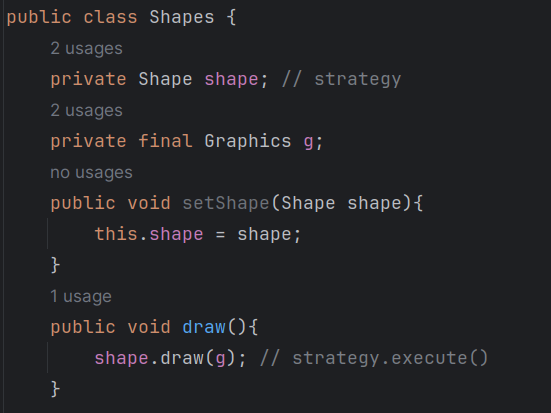 public class Shapes {
2 usages
private Shape shape; // strategy
2 usages
private final Graphics g;
no usages
public void setShape(Shape shape){
this.shape = shape;
}
1 usage
public void draw(){
shape.draw(g); // strategy.execute()
}